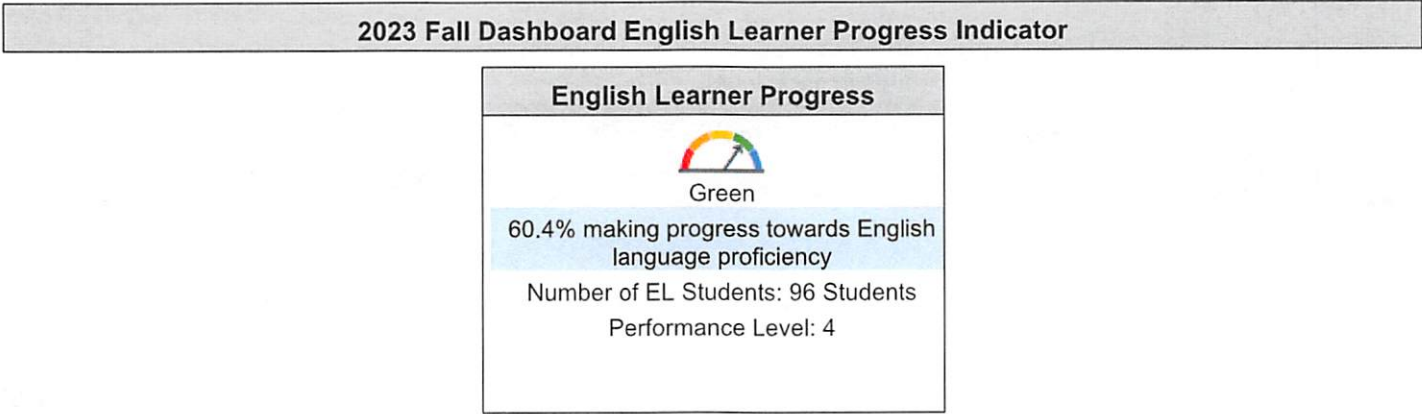 2023 Fall Dashboard English Learner Progress Indicator
English Learner Progress
Green
60.4% making progress towards English
language proficiency
Number of EL Students: 96 Students
Performance Level: 4